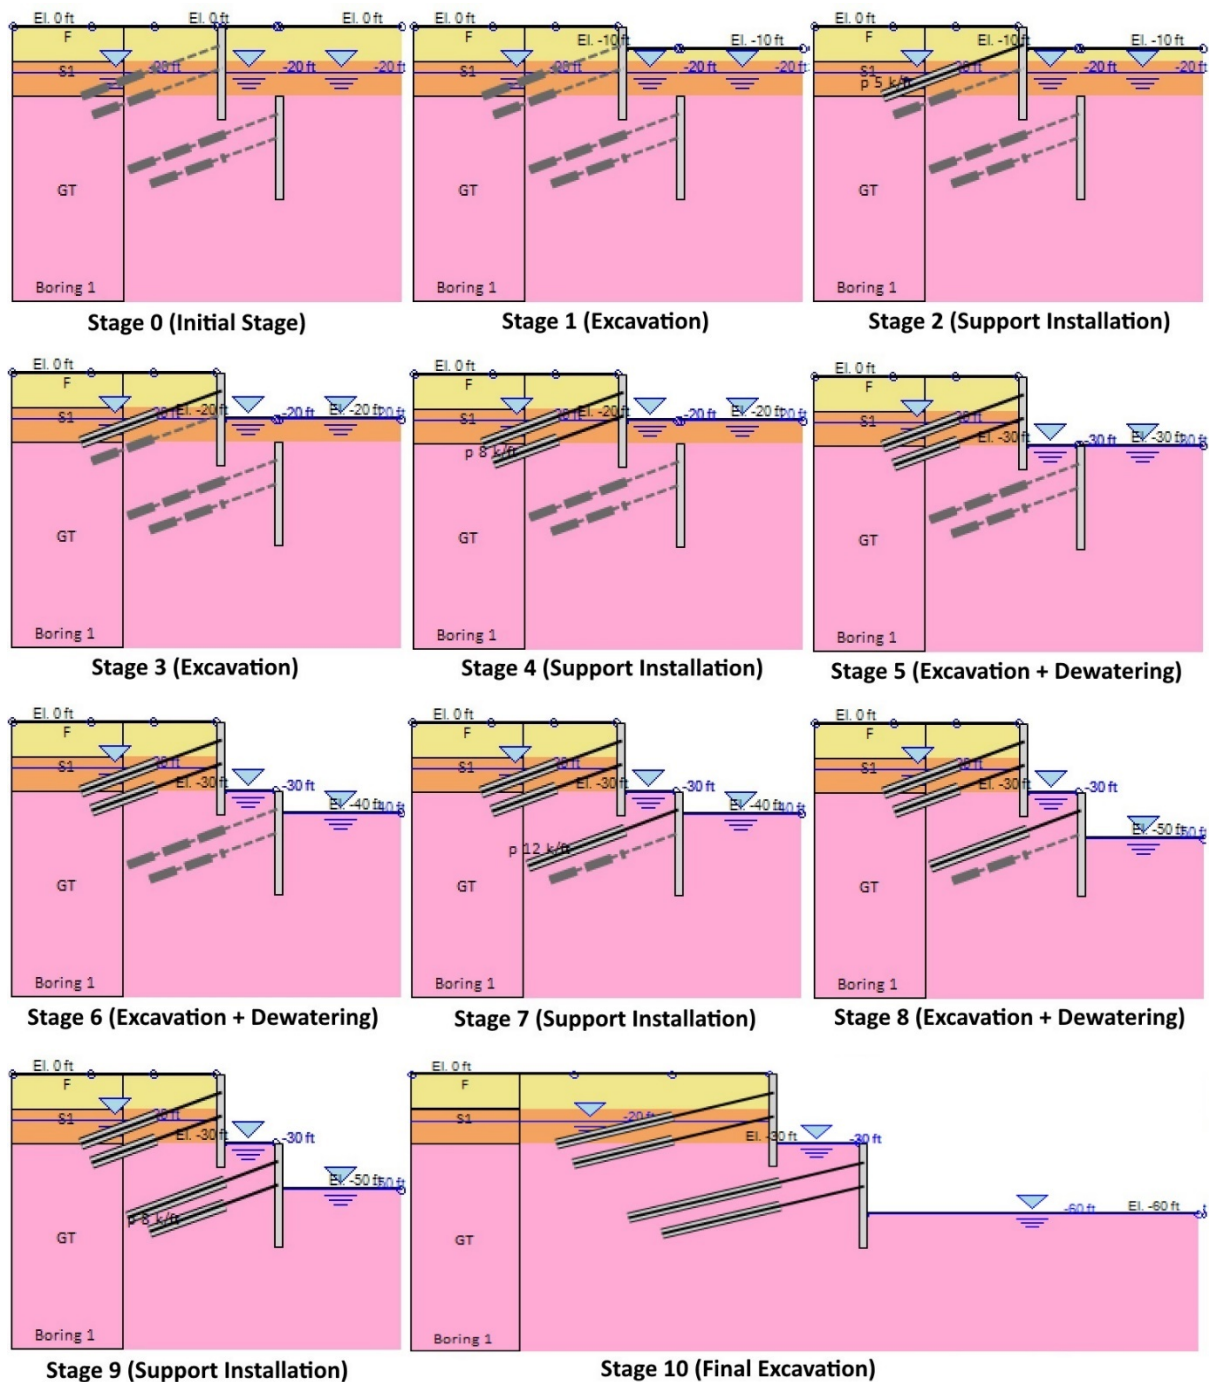 El. 0 ft El. 0 ft El. 0 ft
F
S1 -20 ft -20 ft -20 ft
GT
Boring 1
Stage 0 (Initial Stage)
El. 0 ft
F El. -10 ft El. -10 ft
S1 -20 ft -20 ft -20 ft
GT
Boring 1
Stage 1 (Excavation)
El. 0 ft
F El. -10 ft El. -10 ft
S1 -20 ft -20 ft -20 ft
p 5 k/ft
GT
Boring 1
Stage 2 (Support Installation)
El. 0 ft
F
El. -20 ft -20 ft El. -20 ft
S1
GT
Boring 1
Stage 3 (Excavation)
El. 0 ft
F
El. -20 ft -20 ft El. -20 ft
S1
p 8 k/ft
GT
Boring 1
Stage 4 (Support Installation)
El. 0 ft
F
S1
El. -30 ft -30 ft El. -30 ft
GT
Boring 1
Stage 5 (Excavation + Dewatering)
El. 0 ft
F
S1
El. -30 ft -30 ft
El. -40 ft
GT
Boring 1
Stage 6 (Excavation + Dewatering)
El. 0 ft
F
S1
El. -30 ft -30 ft
El. -40 ft
p 12 k/ft
GT
Boring 1
Stage 7 (Support Installation)
El. 0 ft
F
S1
El. -30 ft -30 ft
El. -50 ft
GT
Boring 1
Stage 8 (Excavation + Dewatering)
El. 0 ft
F
S1
El. -30 ft -30 ft
El. -50 ft
p 8 k/ft
GT
Boring 1
Stage 9 (Support Installation)
El. 0 ft
F
S1 -20 ft
El. -30 ft -30 ft
-60 ft El. -60 ft
GT
Boring 1
Stage 10 (Final Excavation)